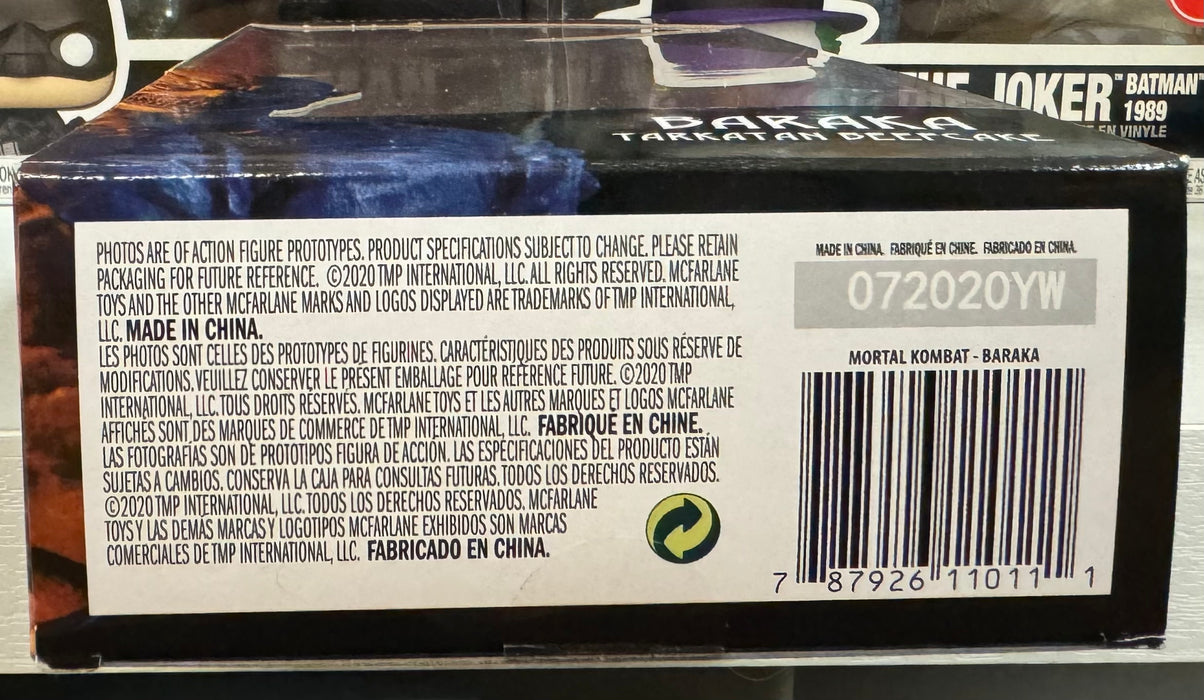 THE JOKER™ BATMAN™
1989
EN VINYLE
BARAKA
TARKATAN BEEFCAKE
PHOTOS ARE OF ACTION FIGURE PROTOTYPES. PRODUCT SPECIFICATIONS SUBJECT TO CHANGE. PLEASE RETAIN
PACKAGING FOR FUTURE REFERENCE. ©2020 TMP INTERNATIONAL, LLC. ALL RIGHTS RESERVED. MCFARLANE
TOYS AND THE OTHER MCFARLANE MARKS AND LOGOS DISPLAYED ARE TRADEMARKS OF TMP INTERNATIONAL,
LLC. MADE IN CHINA.
LES PHOTOS SONT CELLES DES PROTOTYPES DE FIGURINES. CARACTÉRISTIQUES DES PRODUITS SOUS RÉSERVE DE
MODIFICATIONS. VEUILLEZ CONSERVER LE PRÉSENT EMBALLAGE POUR RÉFÉRENCE FUTURE. ©2020 TMP
INTERNATIONAL, LLC. TOUS DROITS RÉSERVÉS. MCFARLANE TOYS ET LES AUTRES MARQUES ET LOGOS MCFARLANE
AFFICHÉS SONT DES MARQUES DE COMMERCE DE TMP INTERNATIONAL, LLC. FABRIQUÉ EN CHINE.
LAS FOTOGRAFÍAS SON DE PROTOTIPOS FIGURA DE ACCIÓN. LAS ESPECIFICACIONES DEL PRODUCTO ESTÁN
SUJETAS A CAMBIOS. CONSERVA LA CAJA PARA CONSULTAS FUTURAS. TODOS LOS DERECHOS RESERVADOS.
©2020 TMP INTERNATIONAL, LLC. TODOS LOS DERECHOS RESERVADOS. MCFARLANE
TOYS Y LAS DEMÁS MARCAS Y LOGOTIPOS MCFARLANE EXHIBIDOS SON MARCAS
COMERCIALES DE TMP INTERNATIONAL, LLC. FABRICADO EN CHINA.
MADE IN CHINA. FABRIQUÉ EN CHINE. FABRICADO EN CHINA.
072020YW
MORTAL KOMBAT - BARAKA
7 87926 11011 1